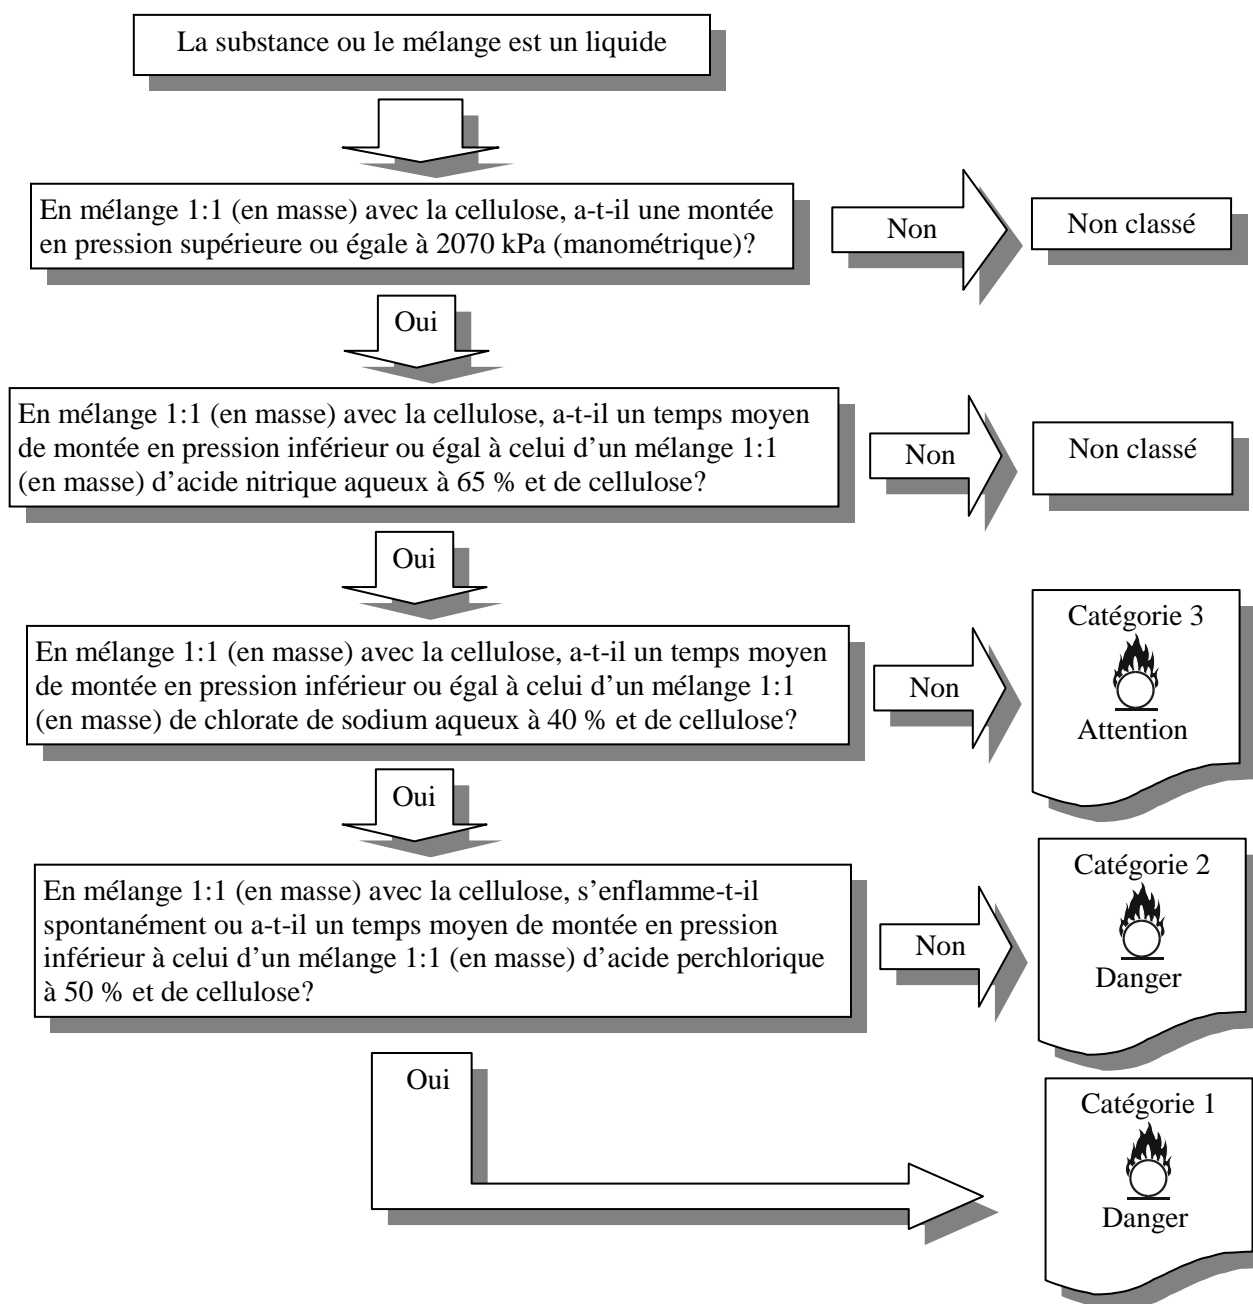 La substance ou le mélange est un liquide
En mélange 1:1 (en masse) avec la cellulose, a-t-il une montée
en pression supérieure ou égale à 2070 kPa (manométrique)?
Non
Non classé
Oui
En mélange 1:1 (en masse) avec la cellulose, a-t-il un temps moyen
de montée en pression inférieur ou égal à celui d’un mélange 1:1
(en masse) d’acide nitrique aqueux à 65 % et de cellulose?
Non
Non classé
Oui
En mélange 1:1 (en masse) avec la cellulose, a-t-il un temps moyen
de montée en pression inférieur ou égal à celui d’un mélange 1:1
(en masse) de chlorate de sodium aqueux à 40 % et de cellulose?
Non
Catégorie 3
Attention
Oui
En mélange 1:1 (en masse) avec la cellulose, s’enflamme-t-il
spontanément ou a-t-il un temps moyen de montée en pression
inférieur à celui d’un mélange 1:1 (en masse) d’acide perchlorique
à 50 % et de cellulose?
Non
Catégorie 2
Danger
Oui
Catégorie 1
Danger